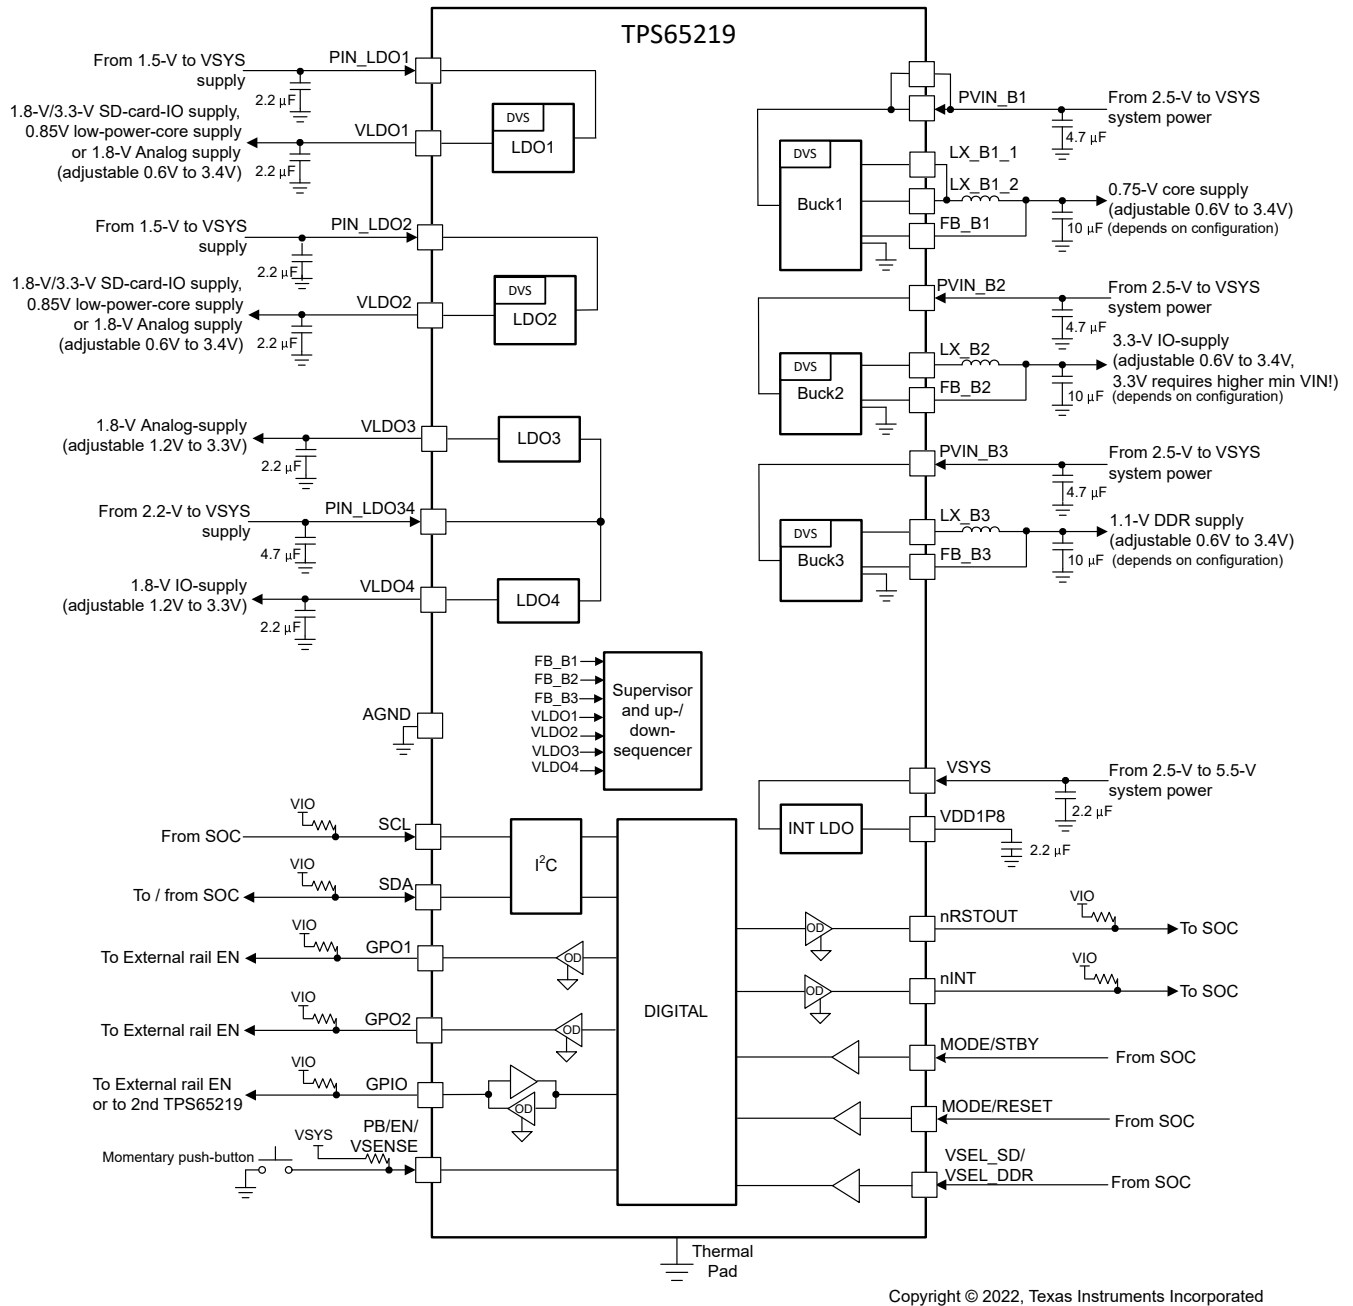 TPS65219
From 1.5-V to VSYS
supply
PIN_LDO1
2.2 µF
1.8-V/3.3-V SD-card-IO supply,
0.85V low-power-core supply
or 1.8-V Analog supply
(adjustable 0.6V to 3.4V)
VLDO1
2.2 µF
DVS
LDO1
From 1.5-V to VSYS
supply
PIN_LDO2
2.2 µF
1.8-V/3.3-V SD-card-IO supply,
0.85V low-power-core supply
or 1.8-V Analog supply
(adjustable 0.6V to 3.4V)
VLDO2
2.2 µF
DVS
LDO2
1.8-V Analog-supply
(adjustable 1.2V to 3.3V)
VLDO3
2.2 µF
LDO3
From 2.2-V to VSYS
supply
PIN_LDO34
4.7 µF
1.8-V IO-supply
(adjustable 1.2V to 3.3V)
VLDO4
2.2 µF
LDO4
PVIN_B1
From 2.5-V to VSYS
system power
4.7 µF
DVS
Buck1
LX_B1_1
LX_B1_2
FB_B1
0.75-V core supply
(adjustable 0.6V to 3.4V)
(depends on configuration)
10 µF
PVIN_B2
From 2.5-V to VSYS
system power
4.7 µF
DVS
Buck2
LX_B2
FB_B2
3.3-V IO-supply
(adjustable 0.6V to 3.4V,
3.3V requires higher min VIN!)
(depends on configuration)
10 µF
PVIN_B3
From 2.5-V to VSYS
system power
4.7 µF
DVS
Buck3
LX_B3
FB_B3
1.1-V DDR supply
(adjustable 0.6V to 3.4V)
(depends on configuration)
10 µF
FB_B1
FB_B2
FB_B3
VLDO1
VLDO2
VLDO3
VLDO4
Supervisor
and up-/
down-
sequencer
AGND
VSYS
From 2.5-V to 5.5-V
system power
2.2 µF
INT LDO
VDD1P8
2.2 µF
From SOC
VIO
SCL
I2C
To / from SOC
VIO
SDA
To External rail EN
VIO
GPO1
OD
To External rail EN
VIO
GPO2
OD
To External rail EN
or to 2nd TPS65219
VIO
GPIO
OD
Momentary push-button
VSYS
PB/EN/
VSENSE
DIGITAL
OD
nRSTOUT
VIO
To SOC
OD
nINT
VIO
To SOC
MODE/STBY
From SOC
MODE/RESET
From SOC
VSEL_SD/
VSEL_DDR
From SOC
Thermal
Pad
Copyright © 2022, Texas Instruments Incorporated